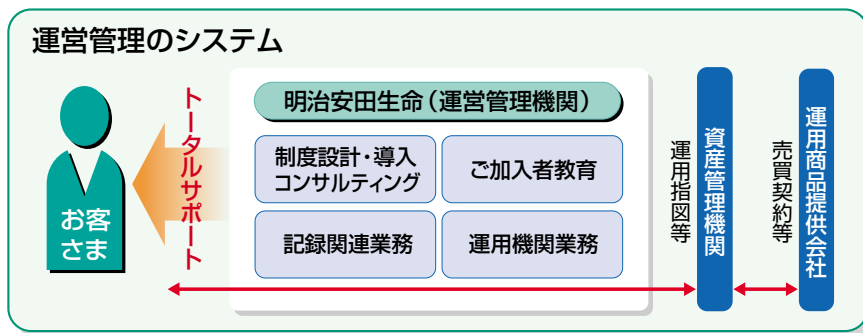 運営管理のシステム
お客
さま
トータルサポート
明治安田生命（運営管理機関）
制度設計・導入
コンサルティング
ご加入者教育
記録関連業務
運用機関業務
運用指図等
資産管理機関
売買契約等
運用商品提供会社